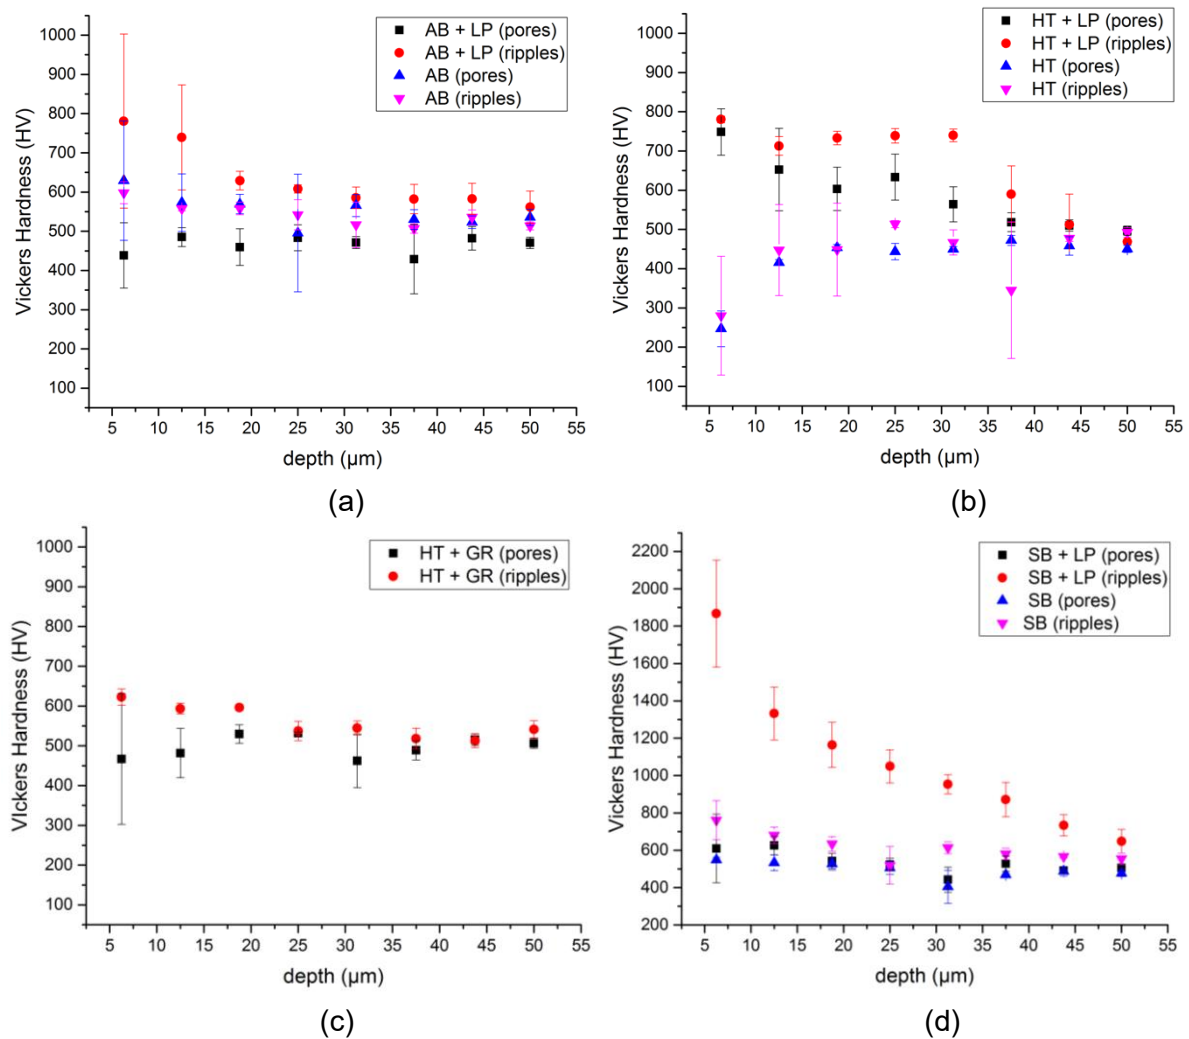 1000
900
800
700
600
500
400
300
200
100
Vickers Hardness (HV)
AB + LP (pores)
AB + LP (ripples)
AB (pores)
AB (ripples)
5 10 15 20 25 30 35 40 45 50 55
depth (µm)
(a)
1000
900
800
700
600
500
400
300
200
100
Vickers Hardness (HV)
HT + LP (pores)
HT + LP (ripples)
HT (pores)
HT (ripples)
5 10 15 20 25 30 35 40 45 50 55
depth (µm)
(b)
1000
900
800
700
600
500
400
300
200
100
VIckers Hardness (HV)
HT + GR (pores)
HT + GR (ripples)
5 10 15 20 25 30 35 40 45 50 55
depth (µm)
(c)
2200
2000
1800
1600
1400
1200
1000
800
600
400
200
Vickers Hardness (HV)
SB + LP (pores)
SB + LP (ripples)
SB (pores)
SB (ripples)
5 10 15 20 25 30 35 40 45 50 55
depth (µm)
(d)